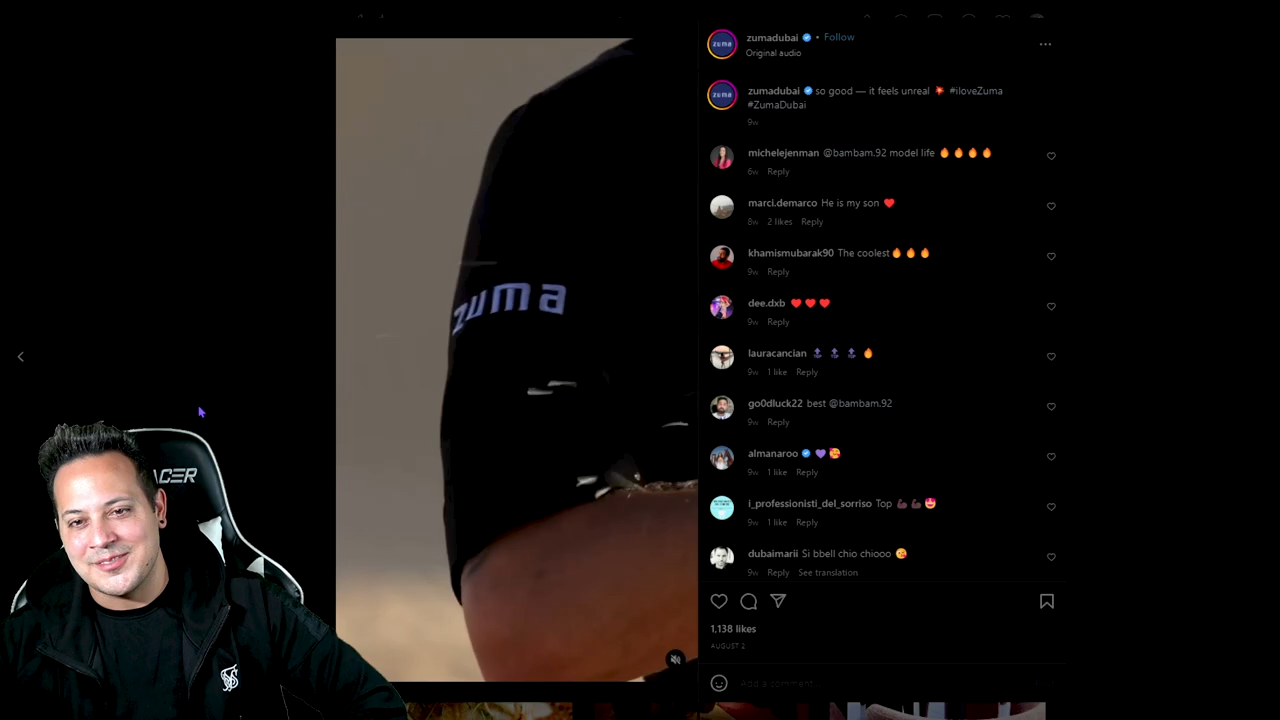 zumadubai • Follow
Original audio
zumadubai so good — it feels unreal 💥 #iloveZuma
#ZumaDubai
9w
michelejenman @bambam.92 model life 🔥🔥🔥🔥
6w Reply
marci.demarco He is my son ❤️
8w 2 likes Reply
khamismubarak90 The coolest🔥🔥🔥
9w Reply
dee.dxb ❤️❤️❤️
9w Reply
lauracancian 🔝🔝🔝🔥
9w 1 like Reply
go0dluck22 best @bambam.92
9w Reply
almanaroo 💜🥰
9w 1 like Reply
i_professionisti_del_sorriso Top 💪🏿💪🏿😍
9w 1 like Reply
dubaimarii Si bbell chio chiooo 😘
9w Reply See translation
1,138 likes
AUGUST 2
Add a comment...
zuma
ACER